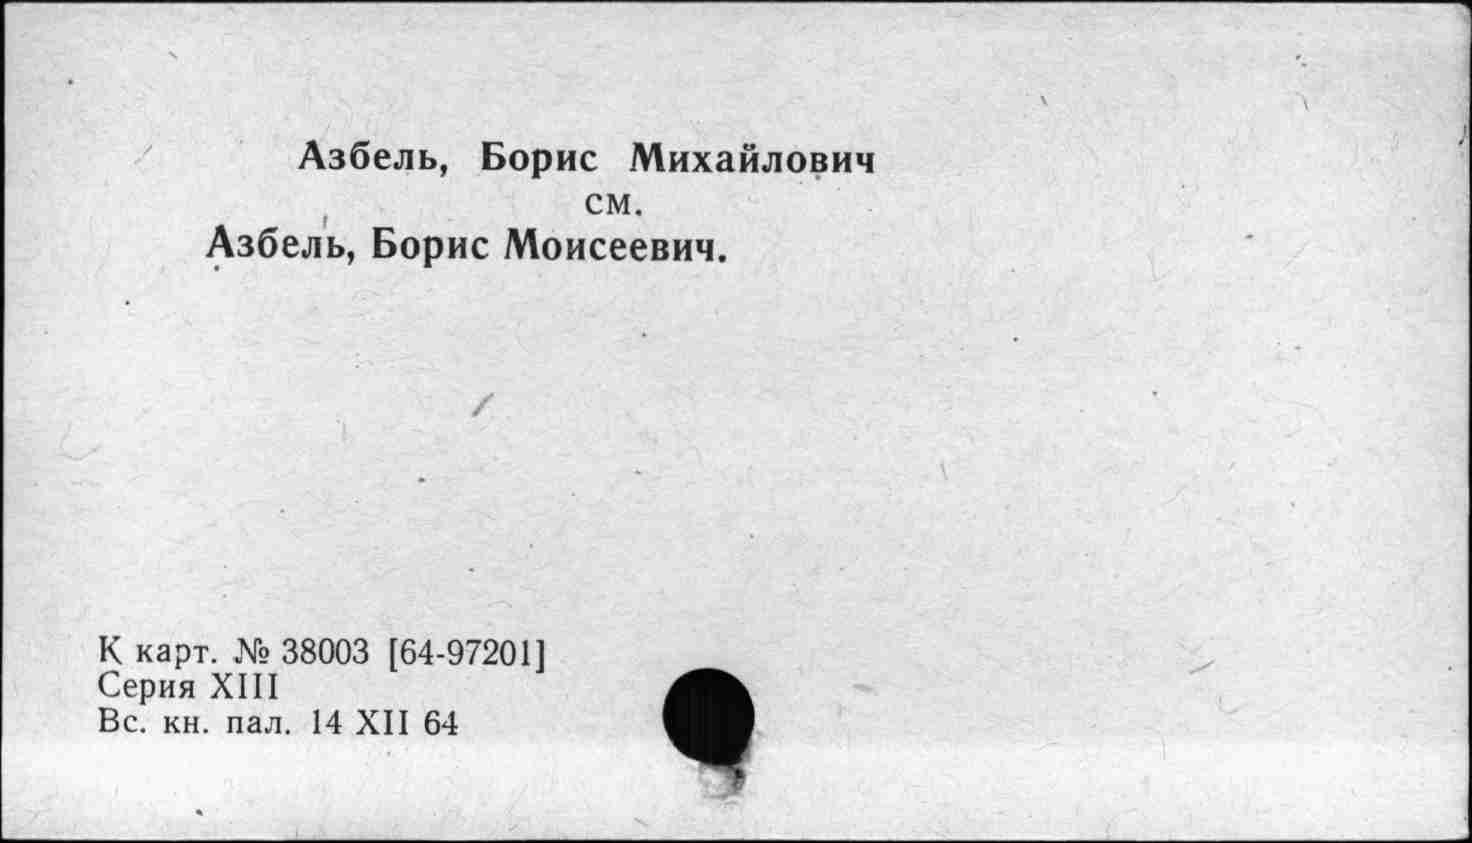 Азбель, Борис Михайлович
см.
Азбель, Борис Моисеевич.
К карт. № 38003 [64-97201]
Серия XIII
Вс. кн. пал. 14 XII 64